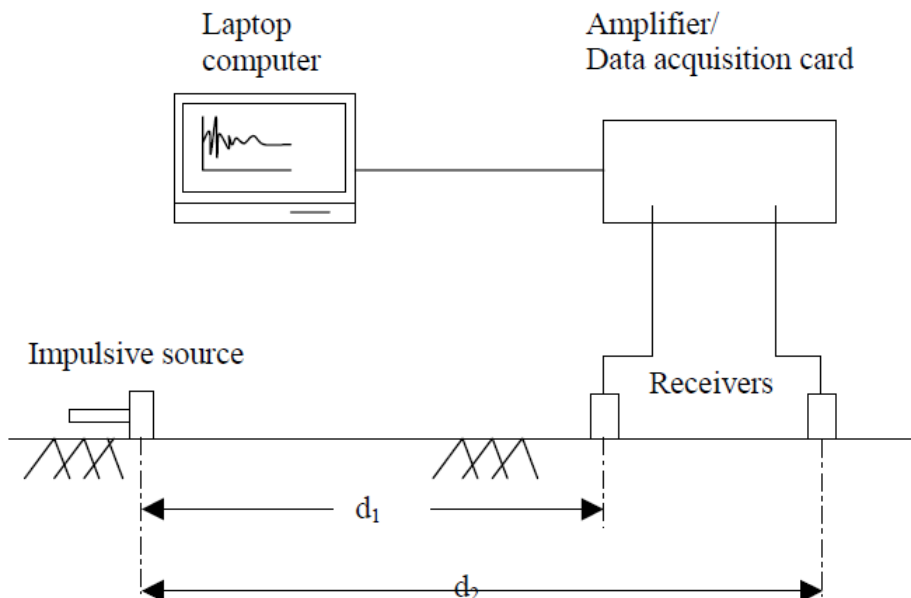 Laptop
computer
Amplifier/
Data acquisition card
Impulsive source
Receivers
d₁
d₂